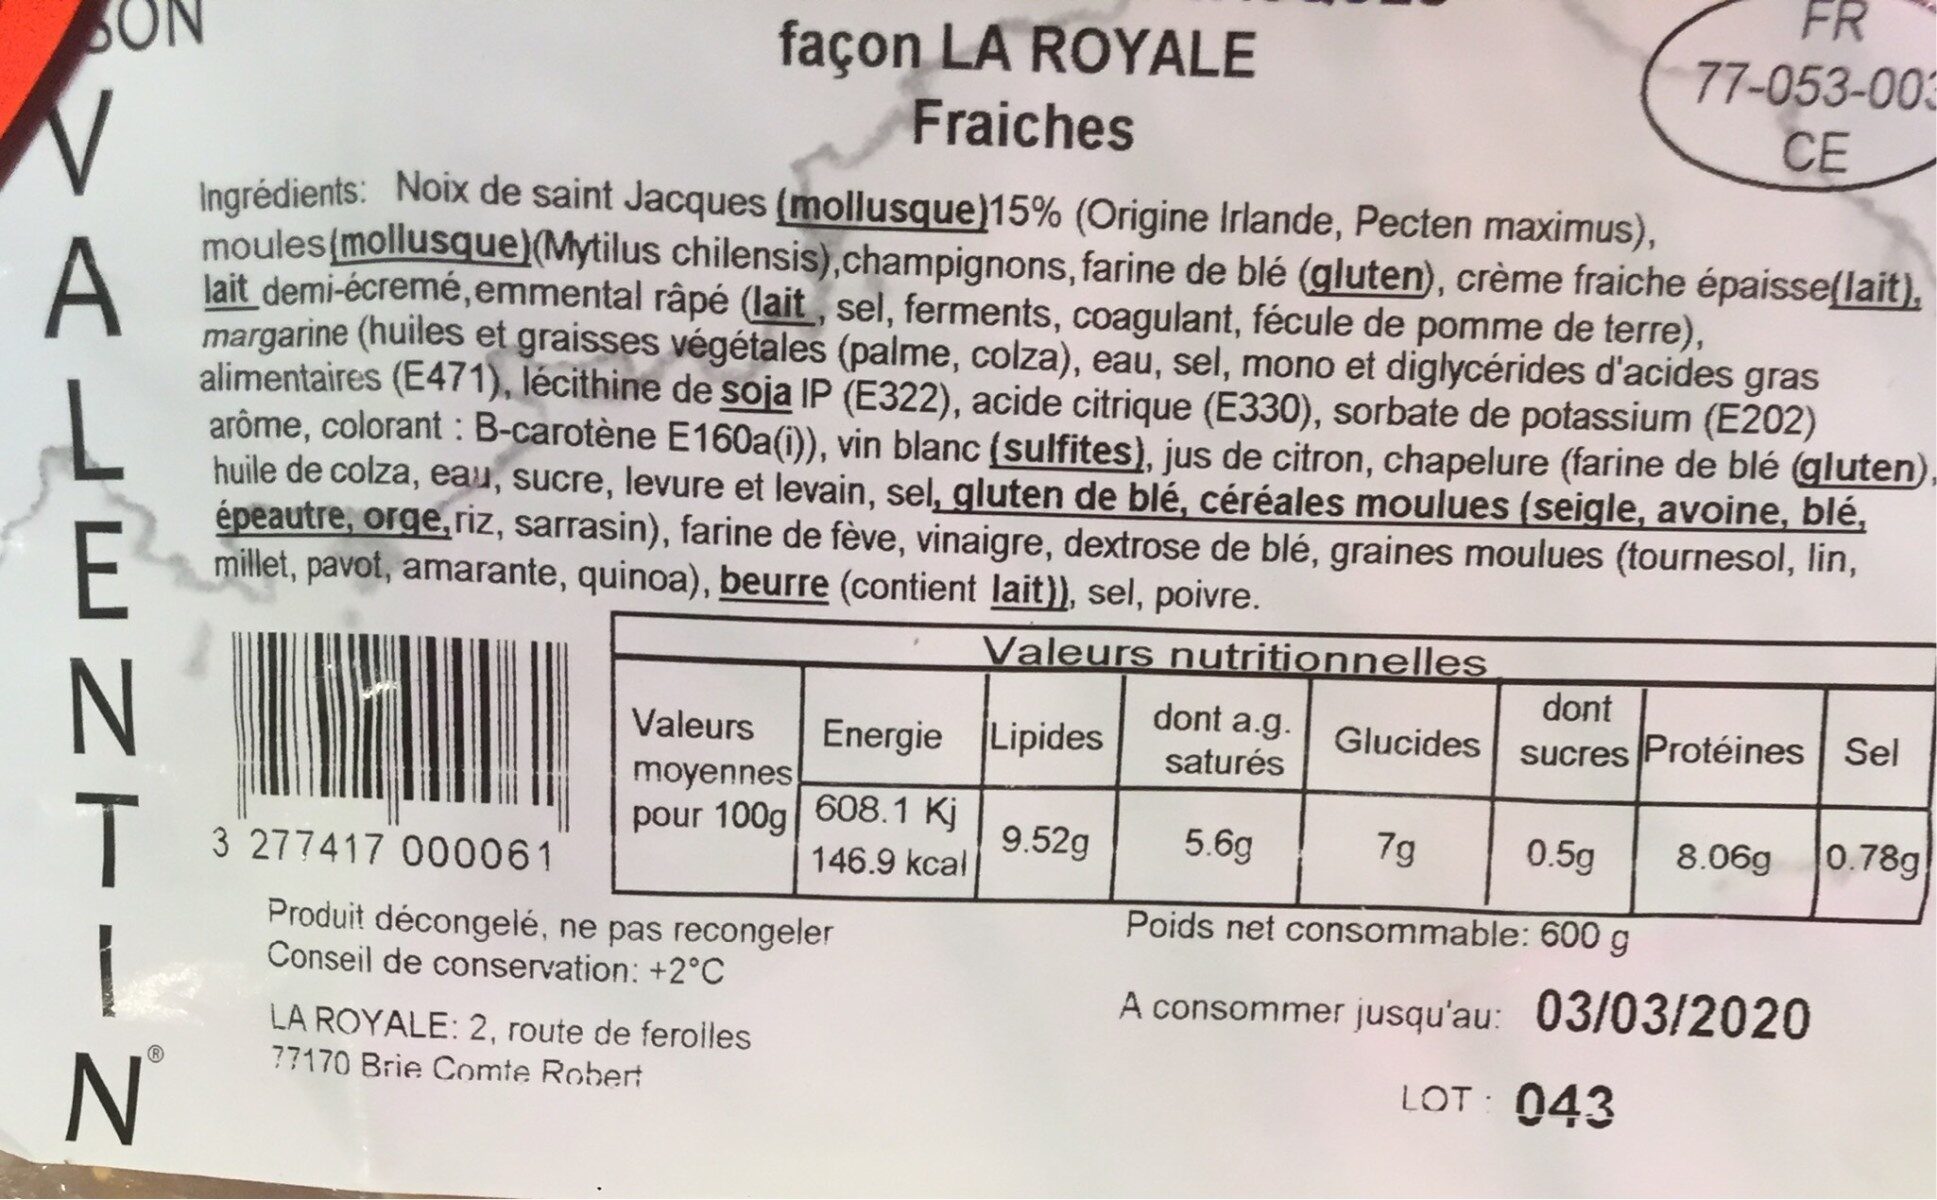 SON
VALENTIN®
façon LA ROYALE
Fraiches
FR
77-053-003
CE
Ingrédients: Noix de saint Jacques (mollusque)15% (Origine Irlande, Pecten maximus),
moules(mollusque)(Mytilus chilensis),champignons, farine de blé (gluten), crème fraiche épaisse(lait),
lait demi-écremé,emmental râpé (lait , sel, ferments, coagulant, fécule de pomme de terre),
margarine (huiles et graisses végétales (palme, colza), eau, sel, mono et diglycérides d'acides gras
alimentaires (E471), lécithine de soja IP (E322), acide citrique (E330), sorbate de potassium (E202)
arôme, colorant : B-carotène E160a(i)), vin blanc (sulfites), jus de citron, chapelure (farine de blé (gluten),
huile de colza, eau, sucre, levure et levain, sel, gluten de blé, céréales moulues (seigle, avoine, blé,
épeautre, orge,riz, sarrasin), farine de fève, vinaigre, dextrose de blé, graines moulues (tournesol, lin,
millet, pavot, amarante, quinoa), beurre (contient lait)), sel, poivre.
Valeurs nutritionnelles
Valeurs moyennes pour 100g Energie Lipides dont a.g. saturés Glucides dont sucres Protéines Sel
608.1 Kj 146.9 kcal 9.52g 5.6g 7g 0.5g 8.06g 0.78g
3 277417 000061
Produit décongelé, ne pas recongeler
Conseil de conservation: +2°C
LA ROYALE: 2, route de ferolles
77170 Brie Comte Robert
Poids net consommable: 600 g
A consommer jusqu'au: 03/03/2020
LOT : 043